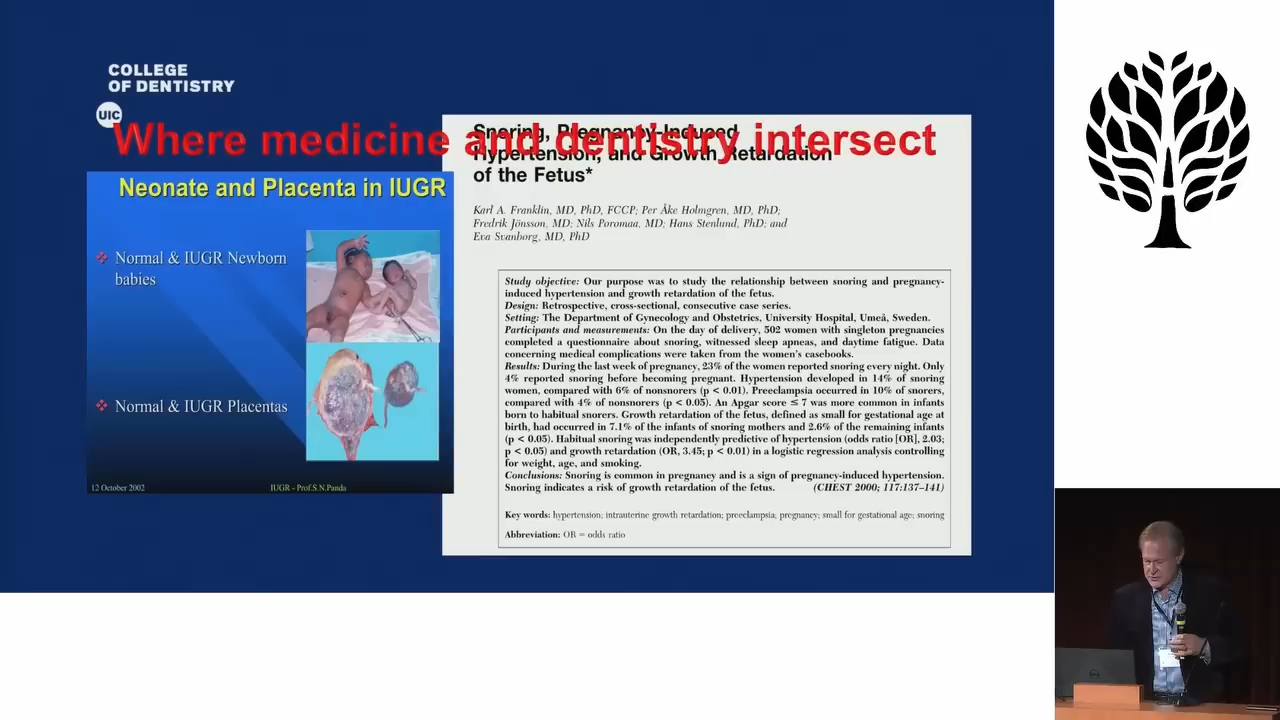 COLLEGE
OF DENTISTRY
UIC
Where medicine and dentistry intersect
Neonate and Placenta in IUGR
Normal & IUGR Newborn
babies
Normal & IUGR Placentas
12 October 2002
IUGR - Prof.S.N.Panda
Snoring, Pregnancy-Induced
Hypertension, and Growth Retardation
of the Fetus*
Karl A. Franklin, MD, PhD, FCCP; Per Åke Holmgren, MD, PhD;
Fredrik Jönsson, MD; Nils Poromaa, MD; Hans Stenlund, PhD; and
Eva Svanborg, MD, PhD
Study objective: Our purpose was to study the relationship between snoring and pregnancy-
induced hypertension and growth retardation of the fetus.
Design: Retrospective, cross-sectional, consecutive case series.
Setting: The Department of Gynecology and Obstetrics, University Hospital, Umeå, Sweden.
Participants and measurements: On the day of delivery, 502 women with singleton pregnancies
completed a questionnaire about snoring, witnessed sleep apneas, and daytime fatigue. Data
concerning medical complications were taken from the women's casebooks.
Results: During the last week of pregnancy, 23% of the women reported snoring every night. Only
4% reported snoring before becoming pregnant. Hypertension developed in 14% of snoring
women, compared with 6% of nonsnorers (p < 0.01). Preeclampsia occurred in 10% of snorers,
compared with 4% of nonsnorers (p < 0.05). An Apgar score ≤ 7 was more common in infants
born to habitual snorers. Growth retardation of the fetus, defined as small for gestational age at
birth, had occurred in 7.1% of the infants of snoring mothers and 2.6% of the remaining infants
(p < 0.05). Habitual snoring was independently predictive of hypertension (odds ratio [OR], 2.03;
p < 0.05) and growth retardation (OR, 3.45; p < 0.01) in a logistic regression analysis controlling
for weight, age, and smoking.
Conclusions: Snoring is common in pregnancy and is a sign of pregnancy-induced hypertension.
Snoring indicates a risk of growth retardation of the fetus. (CHEST 2000; 117:137–141)
Key words: hypertension; intrauterine growth retardation; preeclampsia; pregnancy; small for gestational age; snoring
Abbreviation: OR = odds ratio